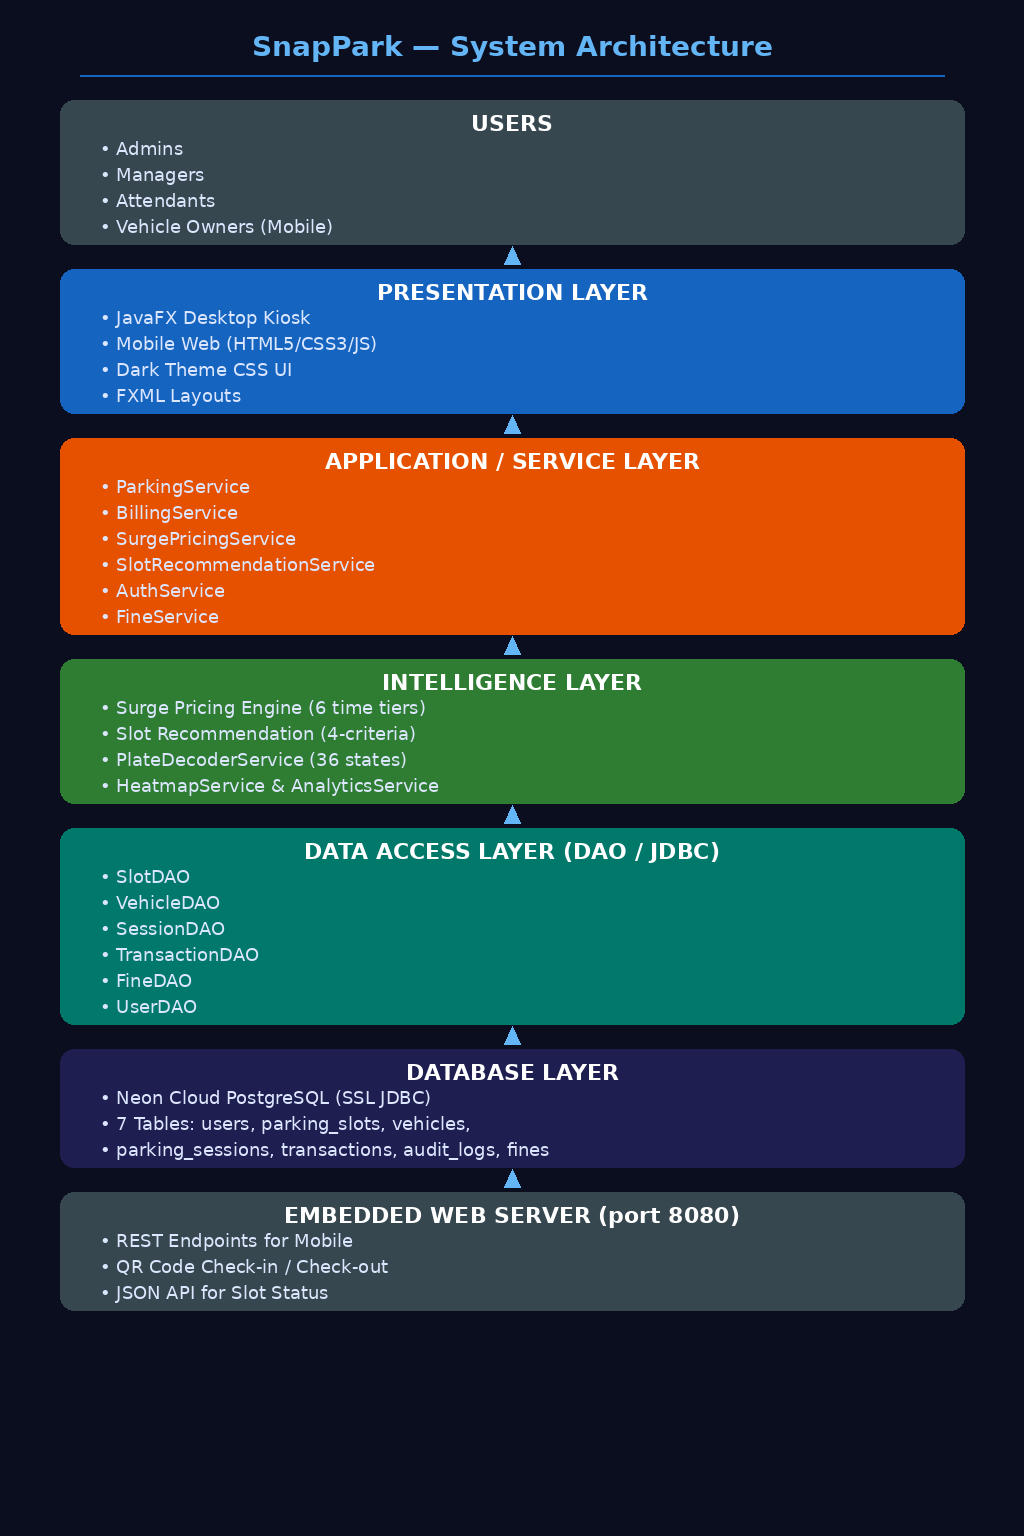 SnapPark — System Architecture
USERS
• Admins
• Managers
• Attendants
• Vehicle Owners (Mobile)
PRESENTATION LAYER
• JavaFX Desktop Kiosk
• Mobile Web (HTML5/CSS3/JS)
• Dark Theme CSS UI
• FXML Layouts
APPLICATION / SERVICE LAYER
• ParkingService
• BillingService
• SurgePricingService
• SlotRecommendationService
• AuthService
• FineService
INTELLIGENCE LAYER
• Surge Pricing Engine (6 time tiers)
• Slot Recommendation (4-criteria)
• PlateDecoderService (36 states)
• HeatmapService & AnalyticsService
DATA ACCESS LAYER (DAO / JDBC)
• SlotDAO
• VehicleDAO
• SessionDAO
• TransactionDAO
• FineDAO
• UserDAO
DATABASE LAYER
• Neon Cloud PostgreSQL (SSL JDBC)
• 7 Tables: users, parking_slots, vehicles,
• parking_sessions, transactions, audit_logs, fines
EMBEDDED WEB SERVER (port 8080)
• REST Endpoints for Mobile
• QR Code Check-in / Check-out
• JSON API for Slot Status